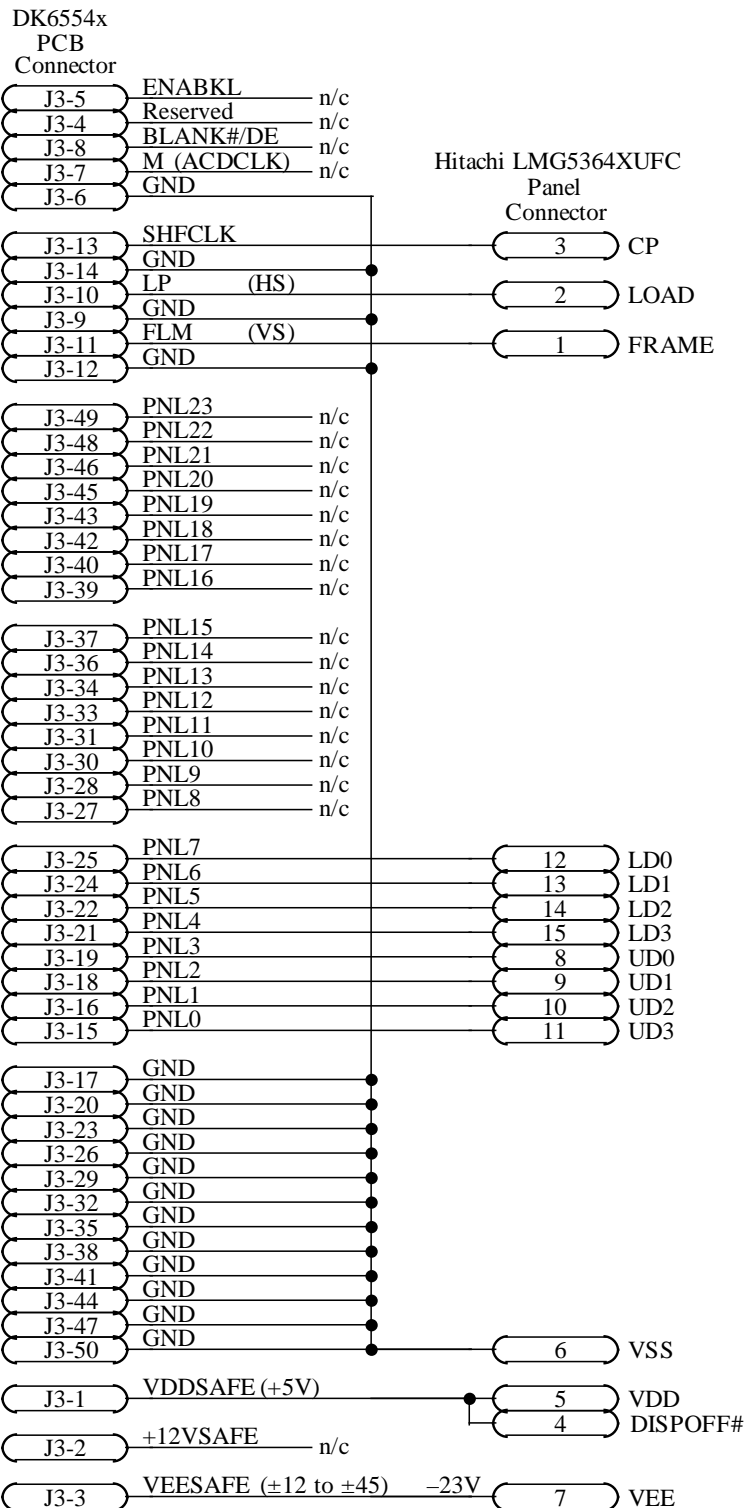 DK6554x
PCB
Connector
J3-5 ENABKL n/c
J3-4 Reserved n/c
J3-8 BLANK#/DE n/c
J3-7 M (ACDCLK) n/c
J3-6 GND
Hitachi LMG5364XUFC
Panel
Connector
J3-13 SHFCLK 3 CP
J3-14 GND
J3-10 LP (HS) 2 LOAD
J3-9 GND
J3-11 FLM (VS) 1 FRAME
J3-12 GND
J3-49 PNL23 n/c
J3-48 PNL22 n/c
J3-46 PNL21 n/c
J3-45 PNL20 n/c
J3-43 PNL19 n/c
J3-42 PNL18 n/c
J3-40 PNL17 n/c
J3-39 PNL16 n/c
J3-37 PNL15 n/c
J3-36 PNL14 n/c
J3-34 PNL13 n/c
J3-33 PNL12 n/c
J3-31 PNL11 n/c
J3-30 PNL10 n/c
J3-28 PNL9 n/c
J3-27 PNL8 n/c
J3-25 PNL7 12 LD0
J3-24 PNL6 13 LD1
J3-22 PNL5 14 LD2
J3-21 PNL4 15 LD3
J3-19 PNL3 8 UD0
J3-18 PNL2 9 UD1
J3-16 PNL1 10 UD2
J3-15 PNL0 11 UD3
J3-17 GND
J3-20 GND
J3-23 GND
J3-26 GND
J3-29 GND
J3-32 GND
J3-35 GND
J3-38 GND
J3-41 GND
J3-44 GND
J3-47 GND
J3-50 GND 6 VSS
J3-1 VDDSAFE (+5V) 5 VDD
4 DISPOFF#
J3-2 +12VSAFE n/c
J3-3 VEESAFE (±12 to ±45) –23V 7 VEE